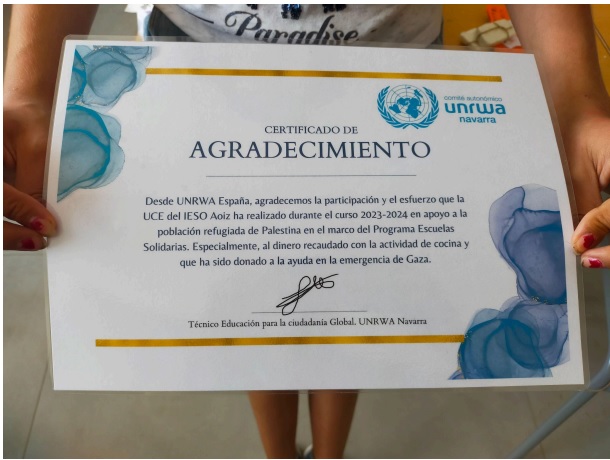 Paradise
comité autonómico
unrwa
navarra
CERTIFICADO DE
AGRADECIMIENTO
Desde UNRWA España, agradecemos la participación y el esfuerzo que la
UCE del IESO Aoiz ha realizado durante el curso 2023-2024 en apoyo a la
población refugiada de Palestina en el marco del Programa Escuelas
Solidarias. Especialmente, al dinero recaudado con la actividad de cocina y
que ha sido donado a la ayuda en la emergencia de Gaza.
Técnico Educación para la ciudadanía Global. UNRWA Navarra